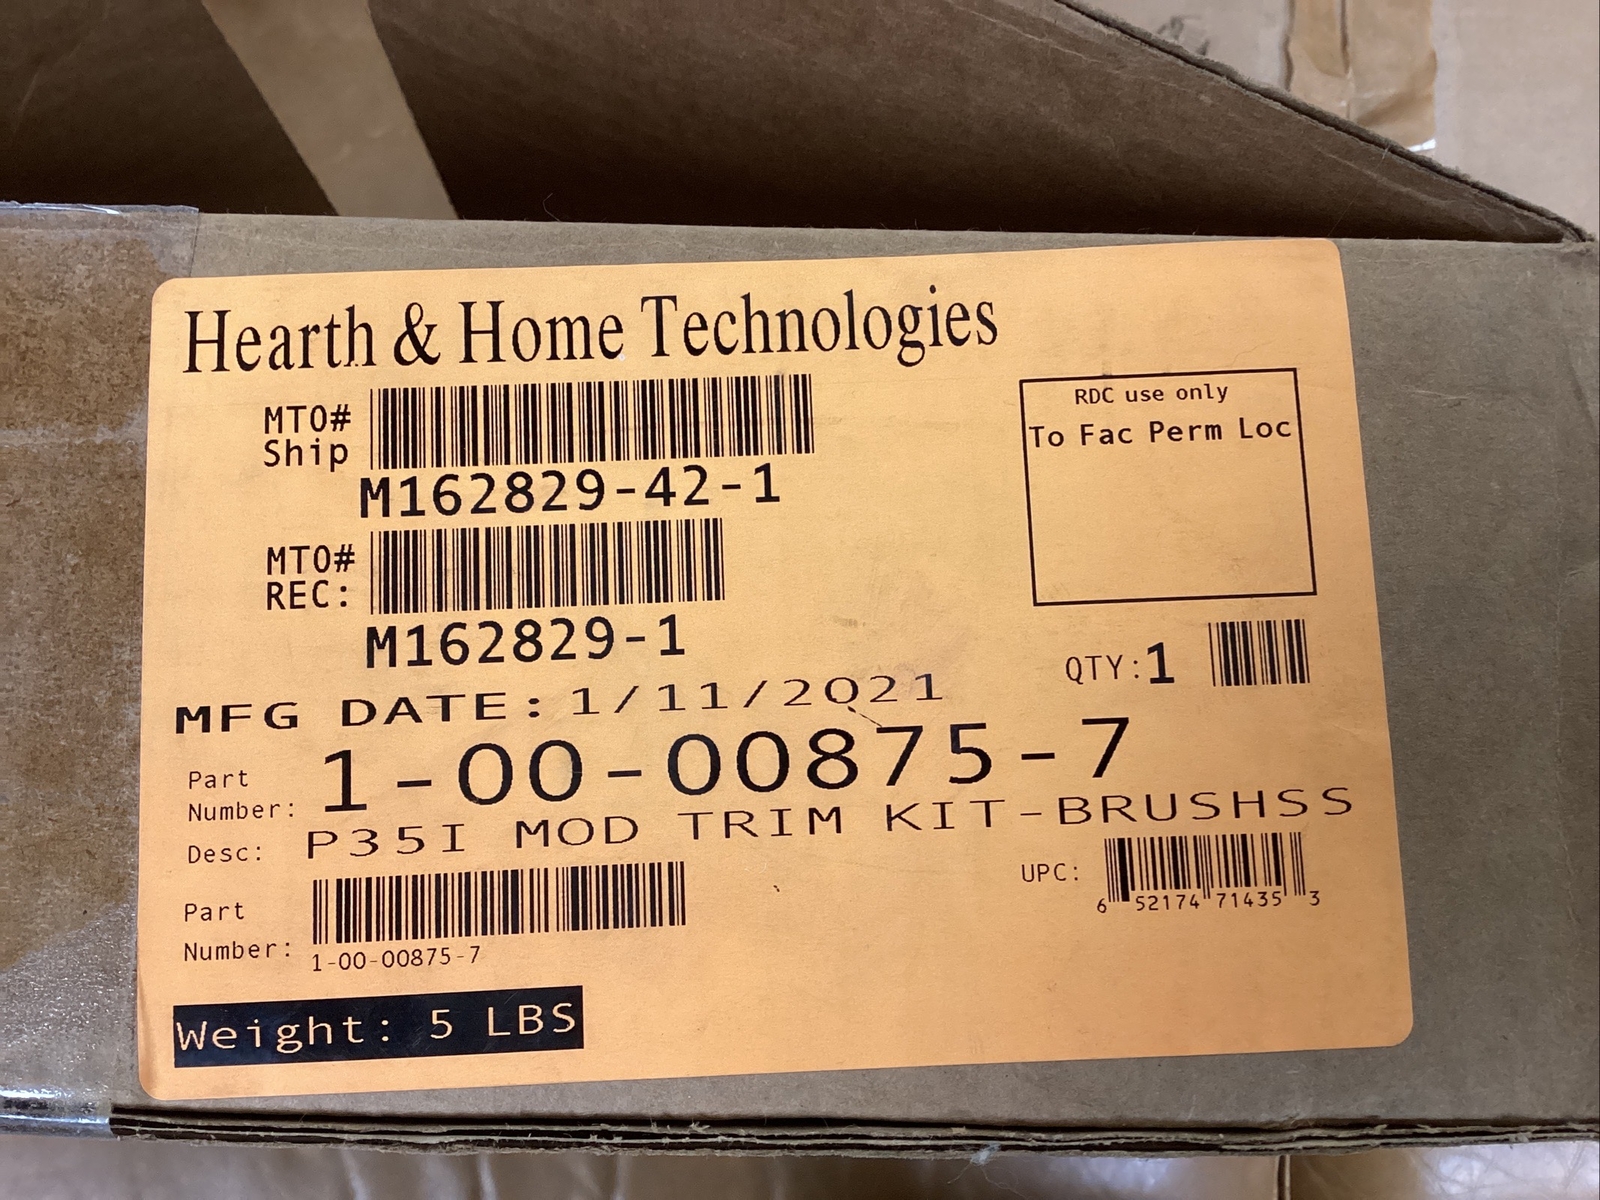 Hearth & Home Technologies
MTO#
Ship
M162829-42-1
RDC use only
To Fac Perm Loc
MTO#
REC:
M162829-1
QTY:1
MFG DATE: 1/11/2021
Part
Number: 1-00-00875-7
Desc: P35I MOD TRIM KIT-BRUSHSS
UPC:
6 52174 71435 3
Part
Number:
1-00-00875-7
Weight: 5 LBS